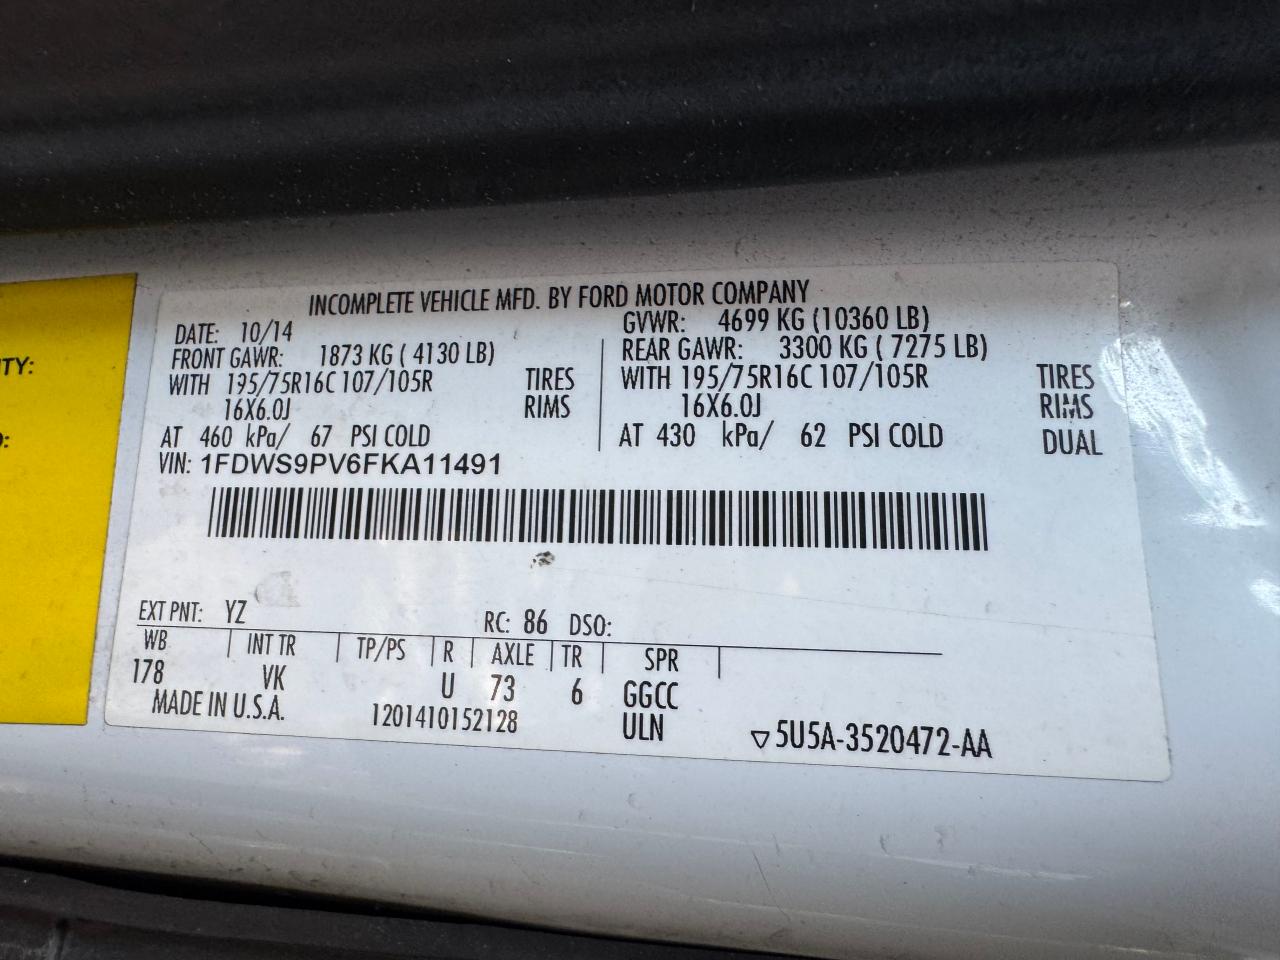 INCOMPLETE VEHICLE MFD. BY FORD MOTOR COMPANY
DATE: 10/14 GVWR: 4699 KG (10360 LB)
FRONT GAWR: 1873 KG ( 4130 LB) REAR GAWR: 3300 KG ( 7275 LB)
WITH 195/75R16C 107/105R TIRES WITH 195/75R16C 107/105R TIRES
16X6.0J RIMS 16X6.0J RIMS
AT 460 kPa/ 67 PSI COLD AT 430 kPa/ 62 PSI COLD DUAL
VIN: 1FDWS9PV6FKA11491
EXT PNT: YZ RC: 86 DSO:
WB INT TR TP/PS R AXLE TR SPR
178 VK U 73 6 GGCC
MADE IN U.S.A. 1201410152128 ULN ▽5U5A-3520472-AA